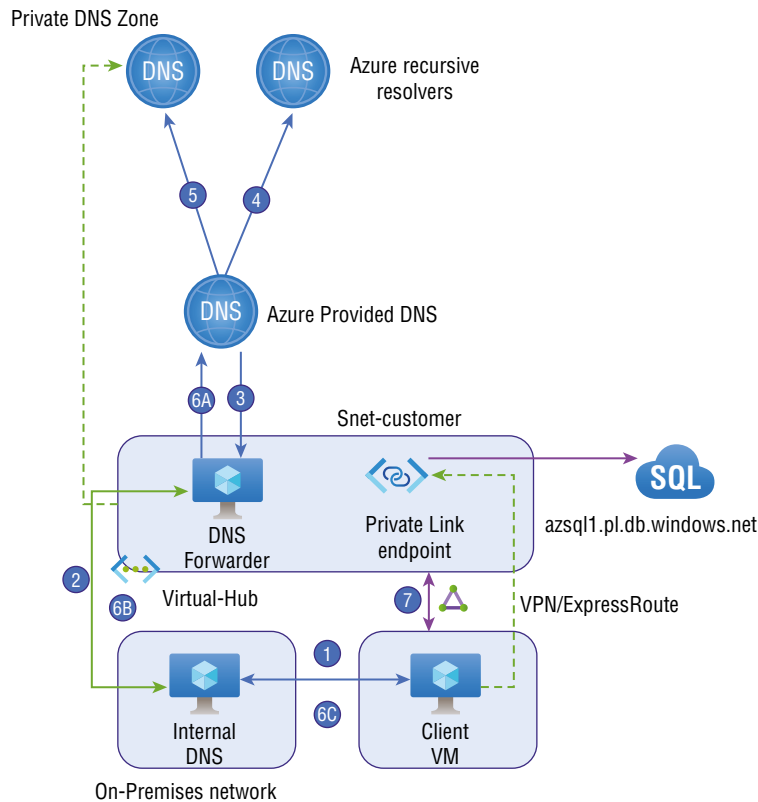 Private DNS Zone
DNS
DNS
Azure recursive
resolvers
5
4
DNS
Azure Provided DNS
6A
3
Snet-customer
SQL
DNS
Forwarder
Private Link
endpoint
azsql1.pl.db.windows.net
2
6B
Virtual-Hub
7
VPN/ExpressRoute
1
6C
Internal
DNS
Client
VM
On-Premises network